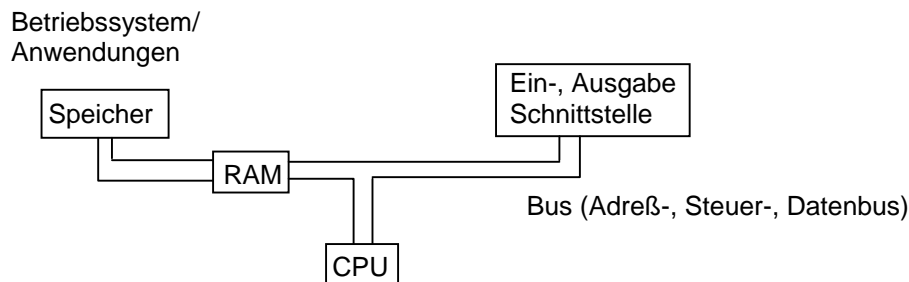 Betriebssystem/
Anwendungen
Speicher
Ein-, Ausgabe
Schnittstelle
RAM
Bus (Adreß-, Steuer-, Datenbus)
CPU